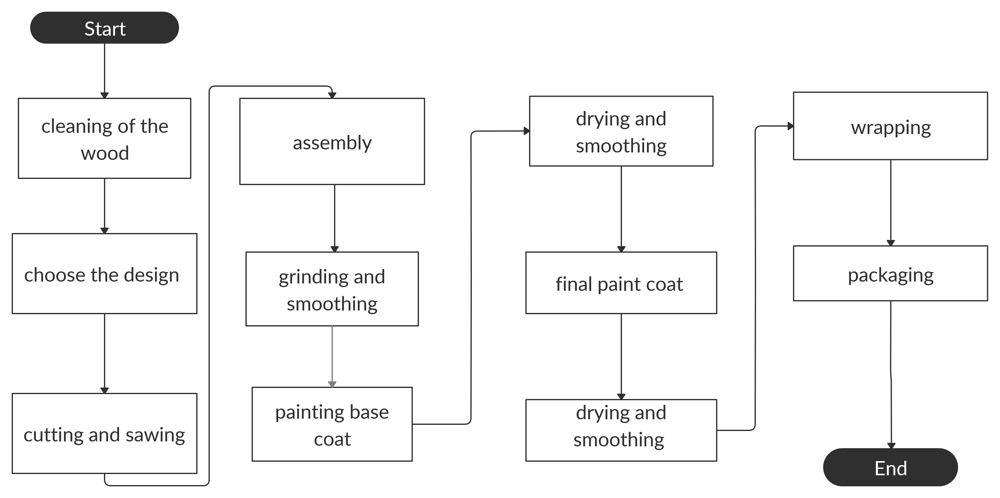 Start
cleaning of the
wood
choose the design
cutting and sawing
assembly
grinding and
smoothing
painting base
coat
drying and
smoothing
final paint coat
drying and
smoothing
wrapping
packaging
End